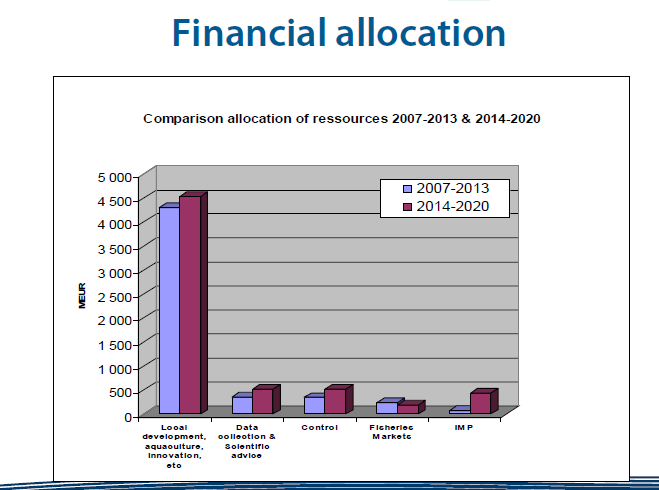 Financial allocation
Comparison allocation of ressources 2007-2013 & 2014-2020
2007-2013
2014-2020
5 000
4 500
4 000
3 500
3 000
2 500
2 000
1 500
1 000
500
0
MEUR
Local
development,
aquaculture,
innovation,
etc
Data
collection &
Scientific
advice
Control
Fisheries
Markets
IMP